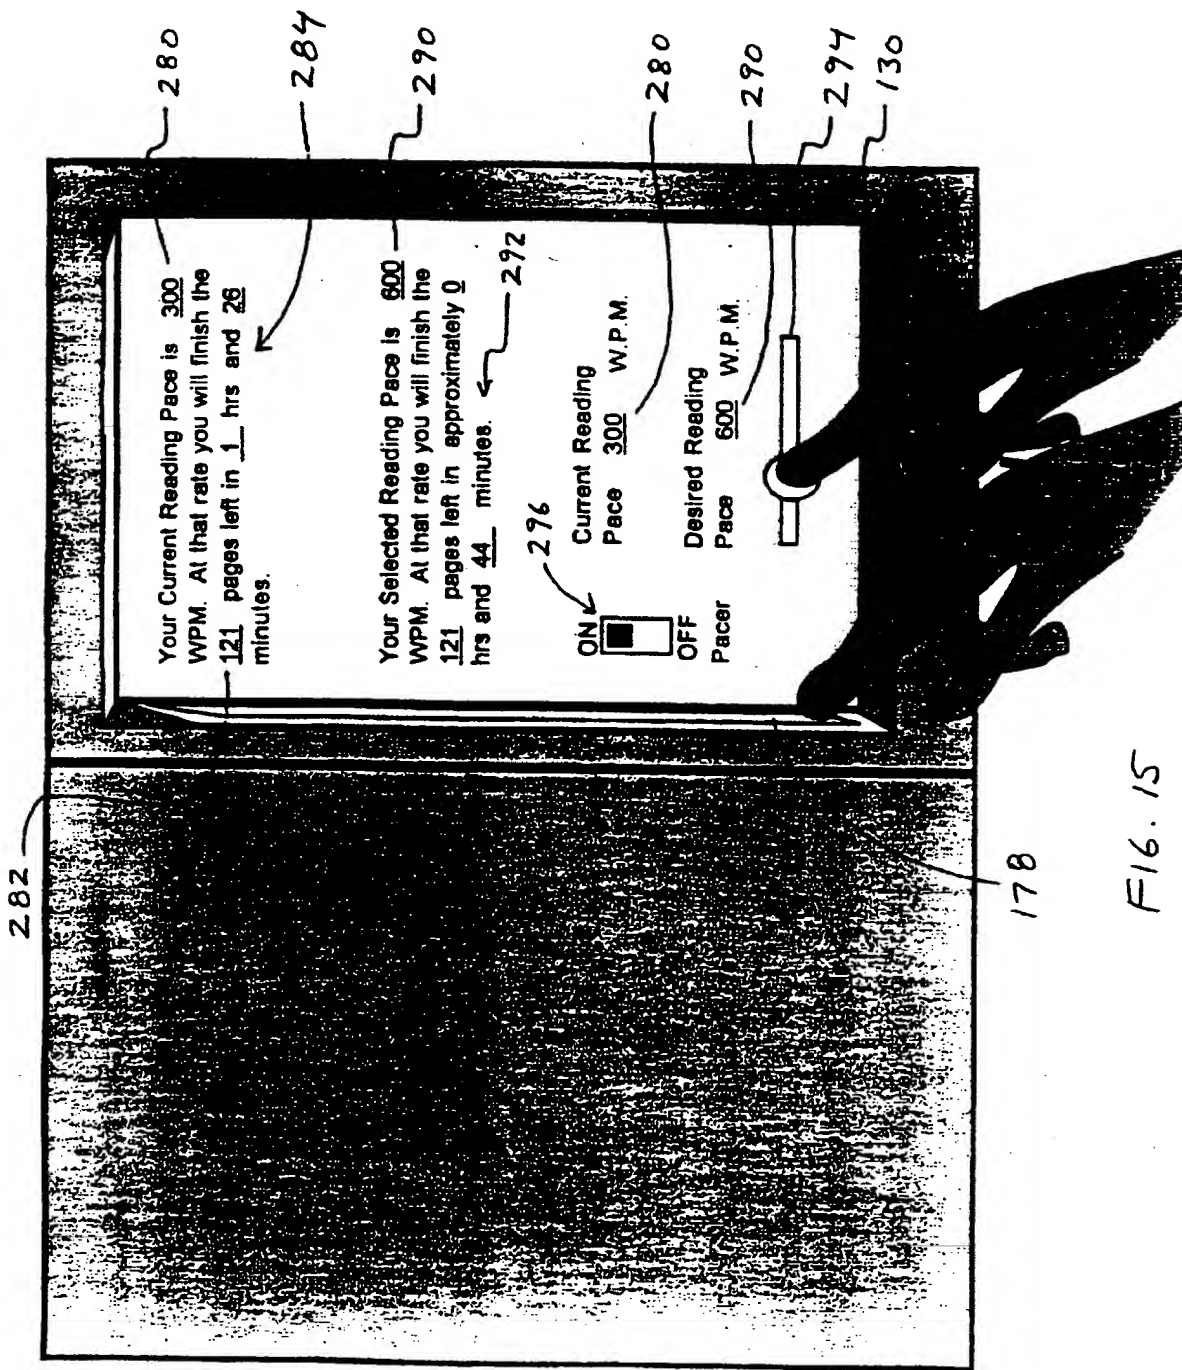 282
Your Current Reading Pace is 300
WPM. At that rate you will finish the
121 pages left in 1 hrs and 26
minutes.
280
284
Your Selected Reading Pace is 600
WPM. At that rate you will finish the
121 pages left in approximately 0
hrs and 44 minutes.
290
292
296
ON
OFF
Pacer
Current Reading
Pace 300 W.P.M.
280
Desired Reading
Pace 600 W.P.M.
290
294
130
178
FIG. 15